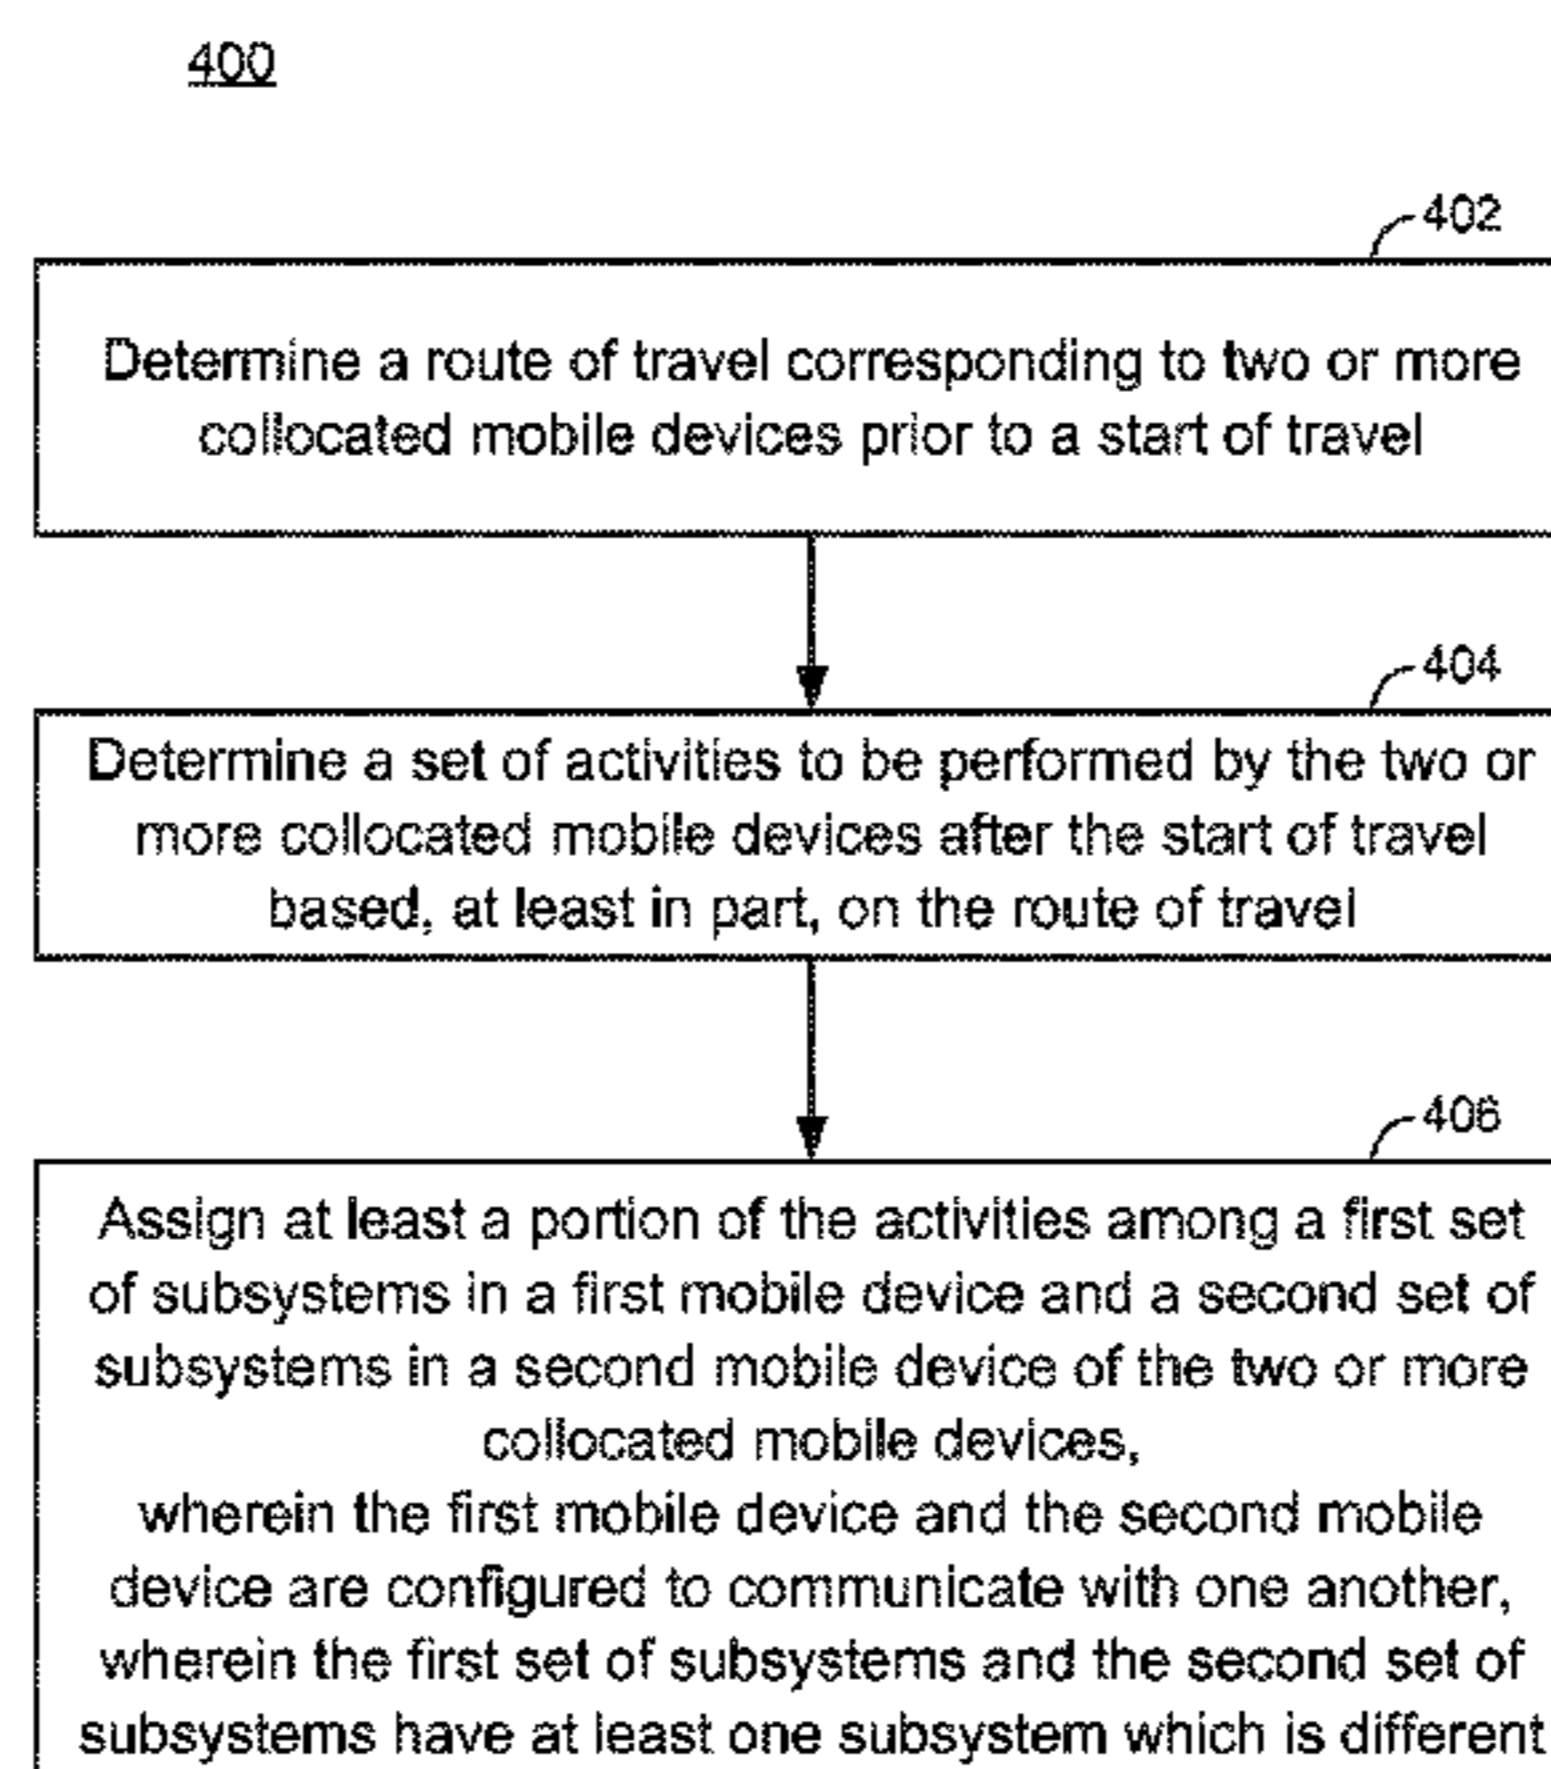 400
402
Determine a route of travel corresponding to two or more
collocated mobile devices prior to a start of travel
404
Determine a set of activities to be performed by the two or
more collocated mobile devices after the start of travel
based, at least in part, on the route of travel
406
Assign at least a portion of the activities among a first set
of subsystems in a first mobile device and a second set of
subsystems in a second mobile device of the two or more
collocated mobile devices,
wherein the first mobile device and the second mobile
device are configured to communicate with one another,
wherein the first set of subsystems and the second set of
subsystems have at least one subsystem which is different